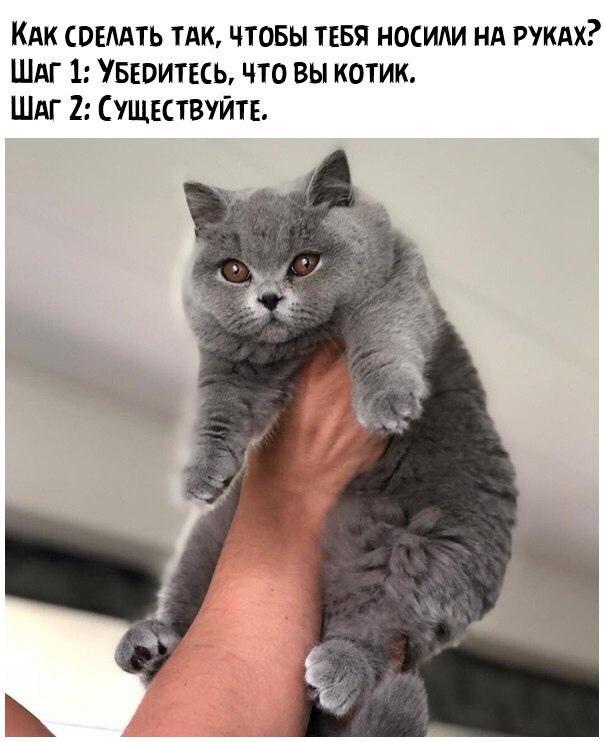 Как сделать так, чтобы тебя носили на руках?
Шаг 1: Убедитесь, что вы котик.
Шаг 2: Существуйте.